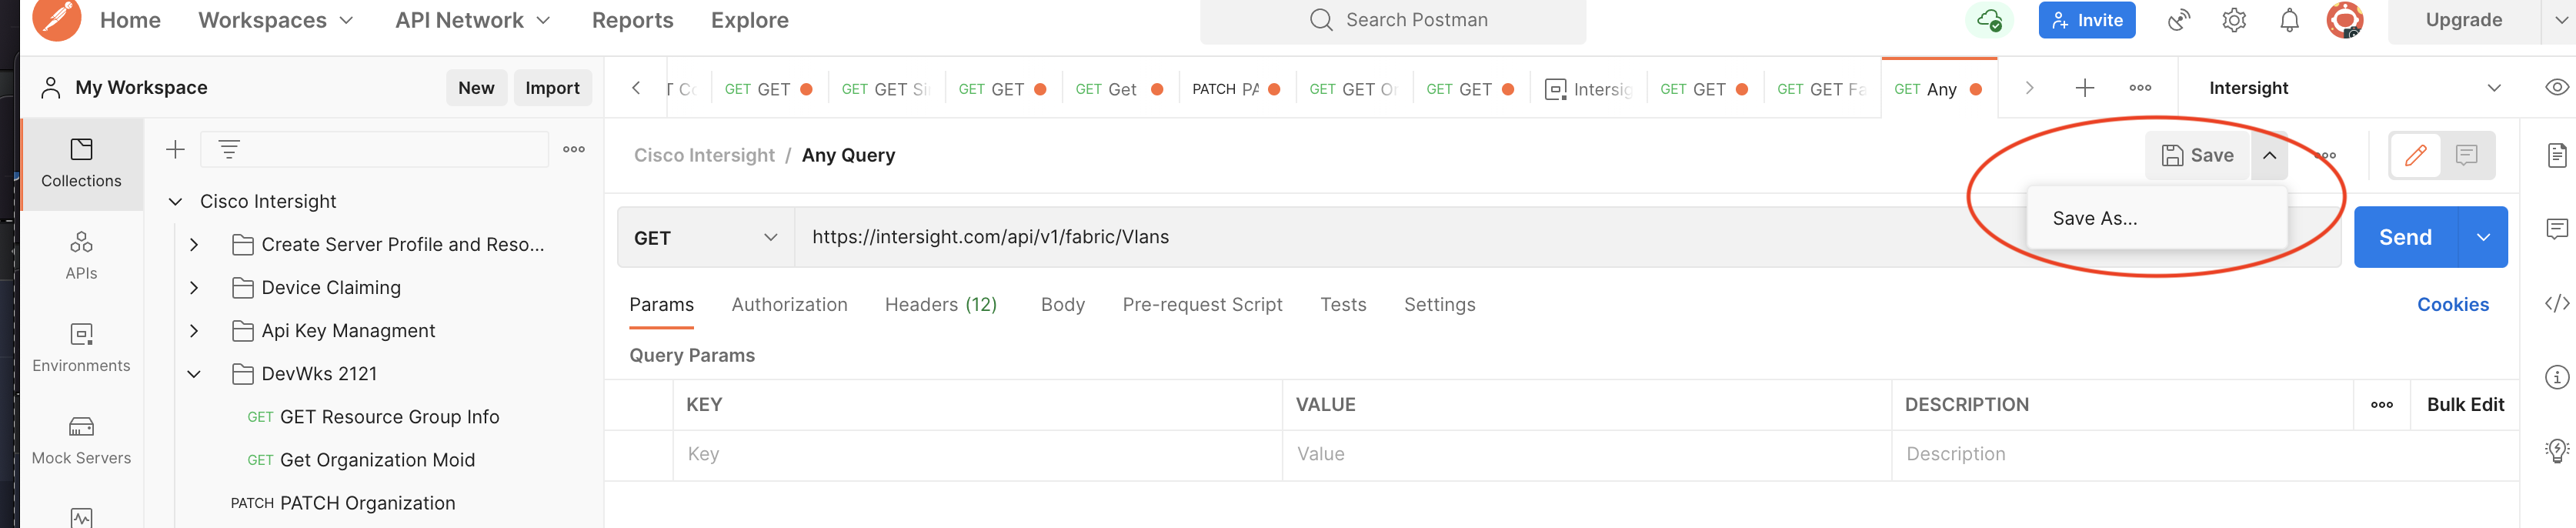 Home Workspaces API Network Reports Explore Search Postman Invite Upgrade
My Workspace New Import
GET GET GET GET Si GET GET GET Get PATCH PA GET GET Or GET GET Intersig GET GET GET GET Fa GET Any Intersight
Collections
APIs
Environments
Mock Servers
Cisco Intersight
Create Server Profile and Reso...
Device Claiming
Api Key Managment
DevWks 2121
GET GET Resource Group Info
GET Get Organization Moid
PATCH PATCH Organization
Cisco Intersight / Any Query Save
Save As...
GET https://intersight.com/api/v1/fabric/Vlans Send
Params Authorization Headers (12) Body Pre-request Script Tests Settings Cookies
Query Params
KEY VALUE DESCRIPTION Bulk Edit
Key Value Description